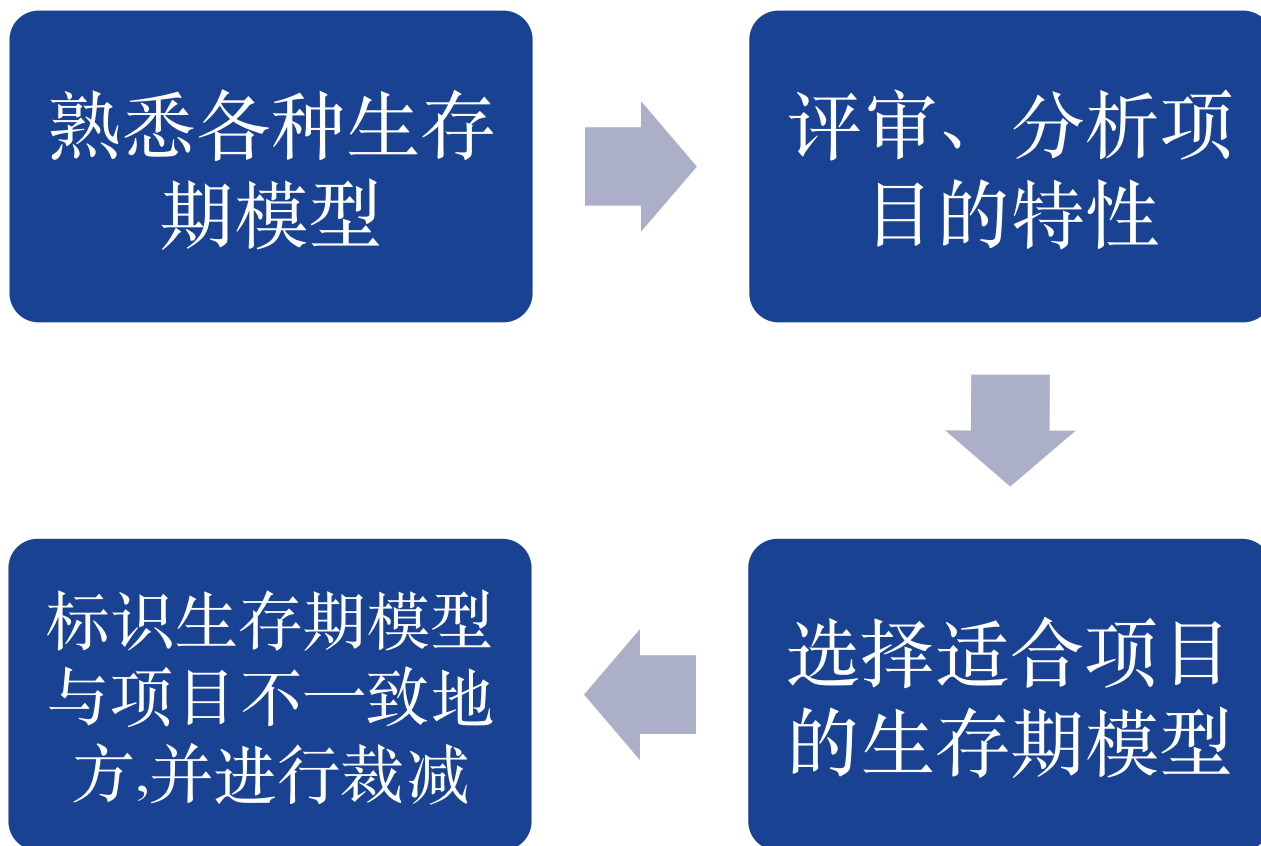 熟悉各种生存
期模型
评审、分析项
目的特性
选择适合项目
的生存期模型
标识生存期模型
与项目不一致地
方,并进行裁减